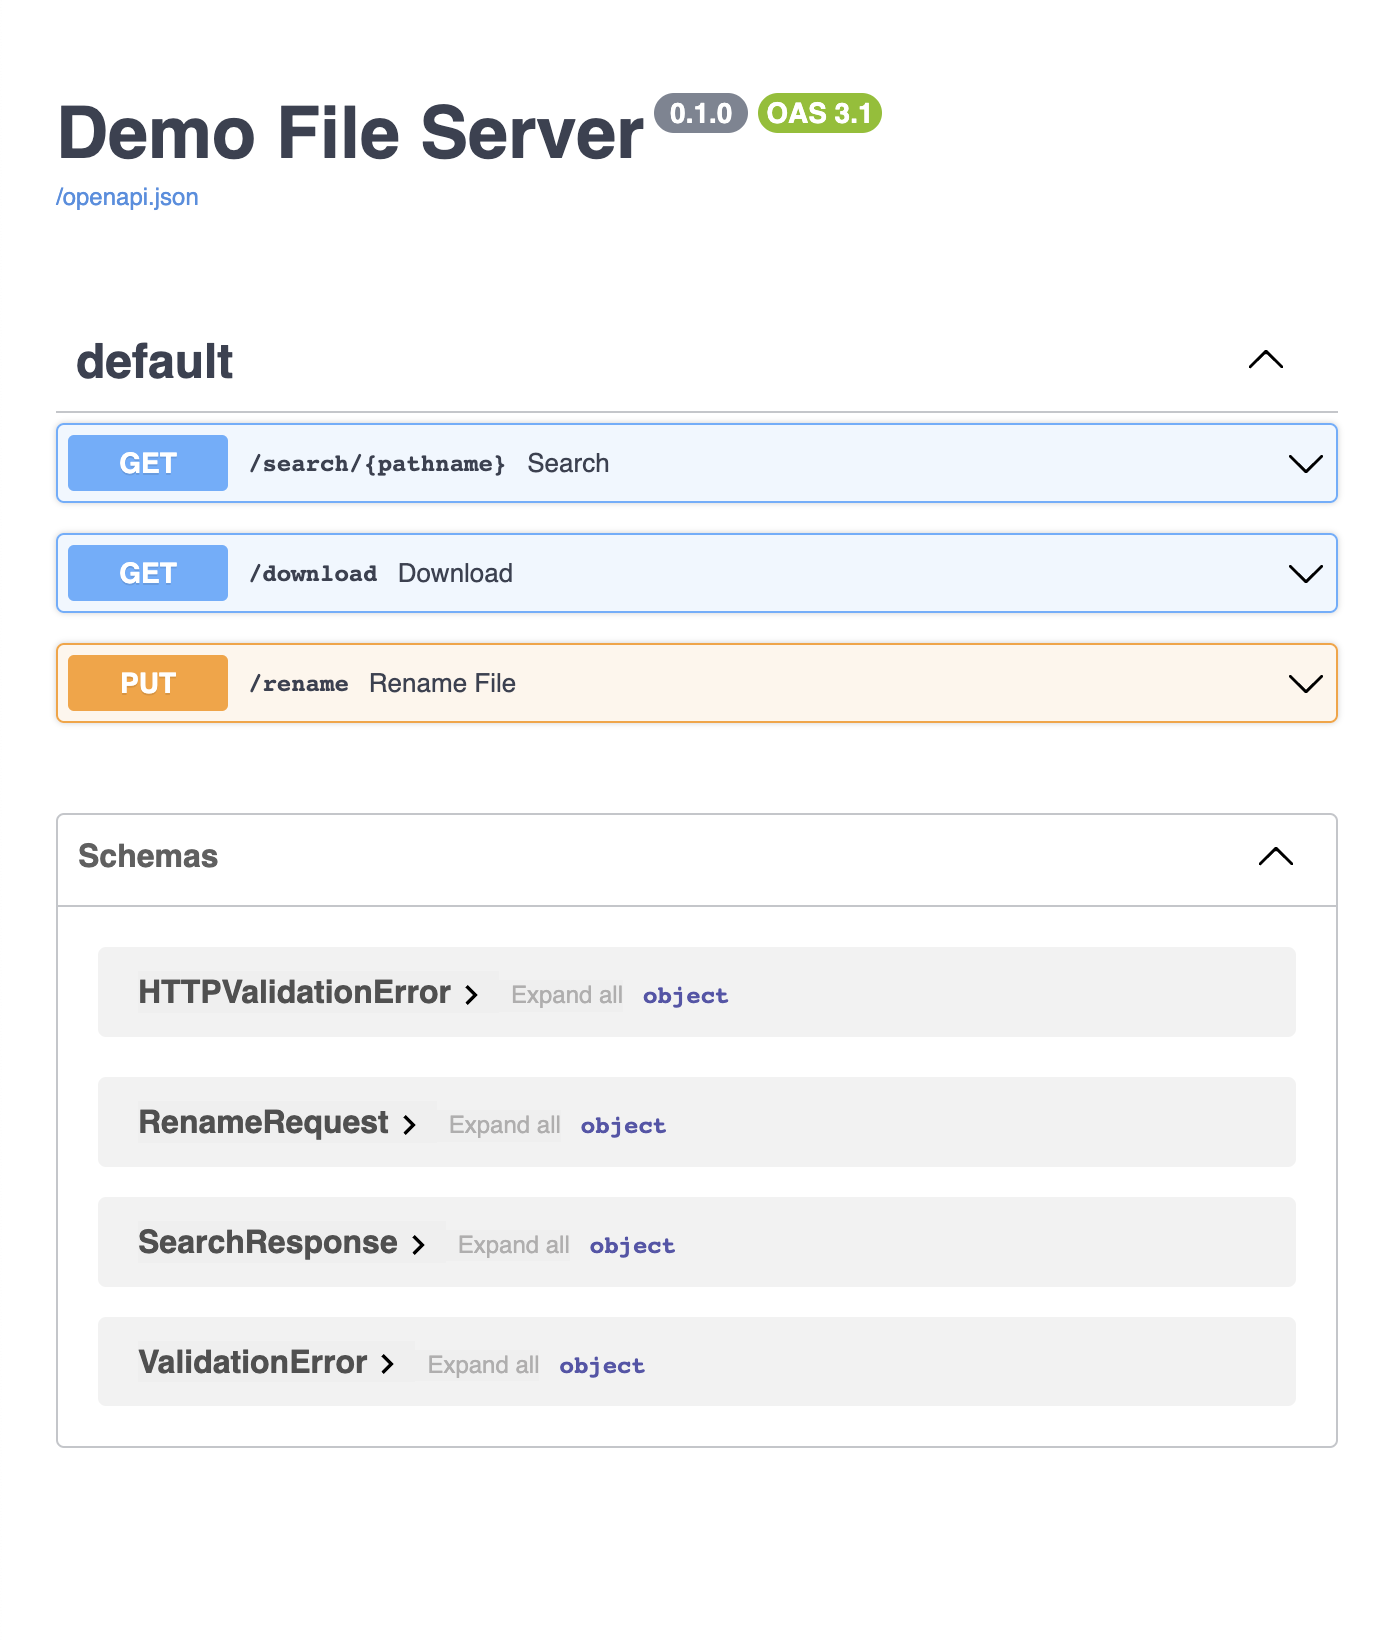 Demo File Server 0.1.0 OAS 3.1
/openapi.json
default
GET /search/{pathname} Search
GET /download Download
PUT /rename Rename File
Schemas
HTTPValidationError Expand all object
RenameRequest Expand all object
SearchResponse Expand all object
ValidationError Expand all object